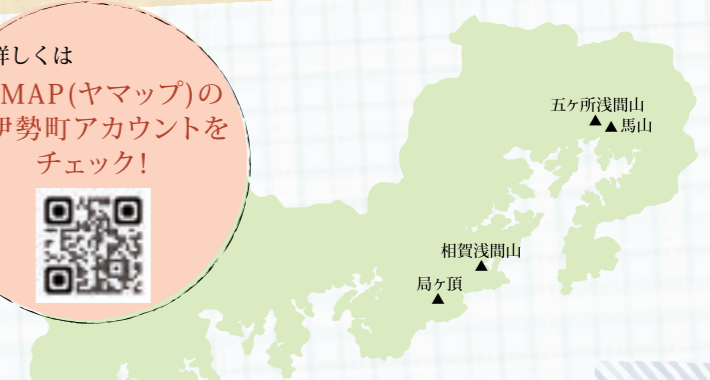 詳しくは
MAP(ヤマップ)の
伊勢町アカウントを
チェック!
五ヶ所浅間山
馬山
相賀浅間山
局ヶ頂